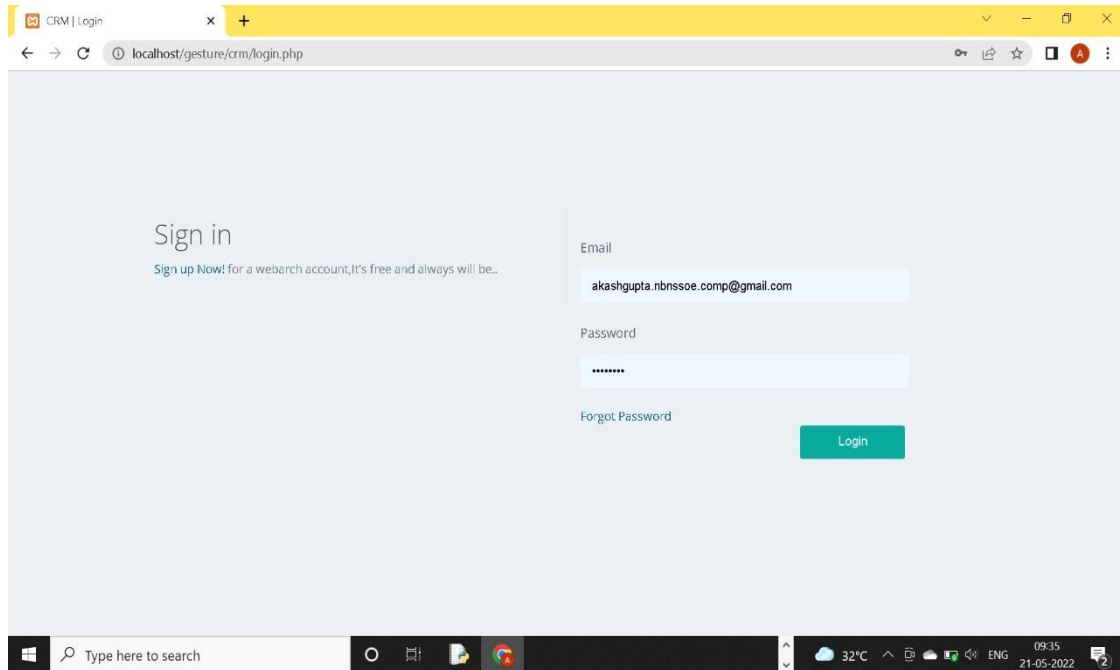 CRM | Login
localhost/gesture/crm/login.php
A
Sign in
Sign up Now! for a webarch account,It's free and always will be..
Email
akashgupta.nbnssoe.comp@gmail.com
Password
••••••••
Forgot Password
Login
Type here to search
A
32°C
ENG
09:35
21-05-2022
2